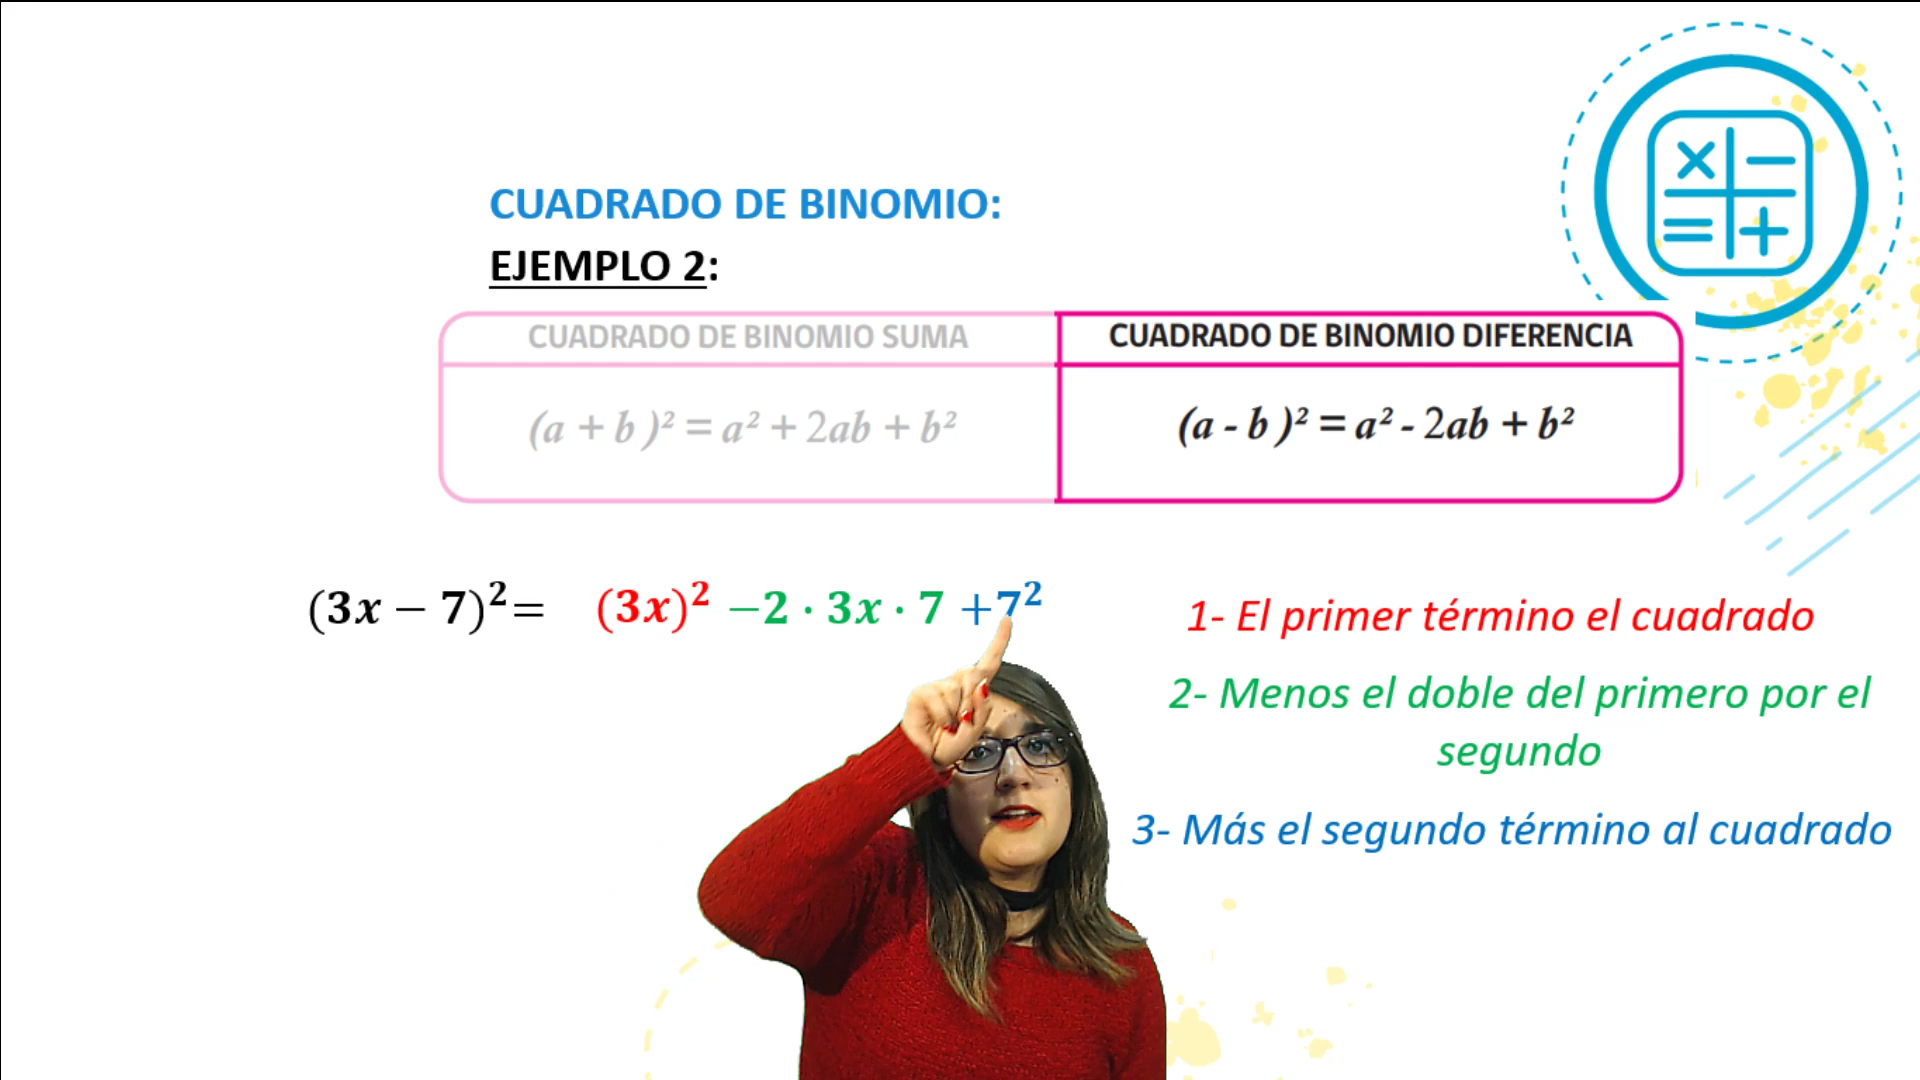 CUADRADO DE BINOMIO:
EJEMPLO 2:
CUADRADO DE BINOMIO SUMA
CUADRADO DE BINOMIO DIFERENCIA
(a + b )² = a² + 2ab + b²
(a - b )² = a² - 2ab + b²
(3x − 7)²= (3x)² −2 · 3x · 7 +7²
1- El primer término el cuadrado
2- Menos el doble del primero por el
segundo
3- Más el segundo término al cuadrado